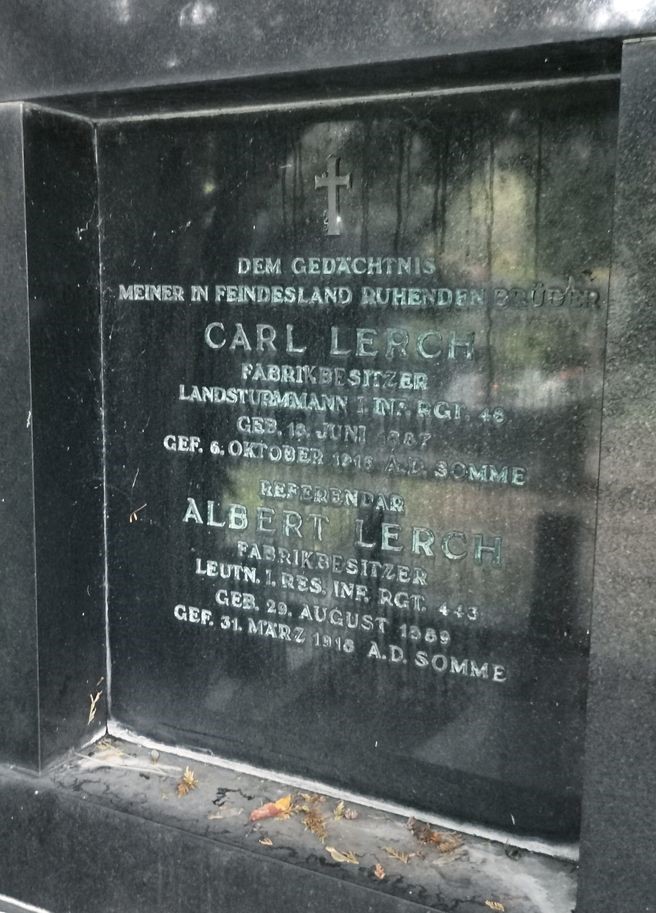 DEM GEDÄCHTNIS
MEINER IN FEINDESLAND RUHENDEN BRÜDER
CARL LERCH
FABRIKBESITZER
LANDSTURMMANN I. INF. RGT. 48
GEB. 18. JUNI 1887
GEF. 6. OKTOBER 1916 A.D. SOMME
REFERENDAR
ALBERT LERCH
FABRIKBESITZER
LEUTN. I. RES. INF. RGT. 443
GEB. 29. AUGUST 1889
GEF. 31. MÄRZ 1918 A.D. SOMME